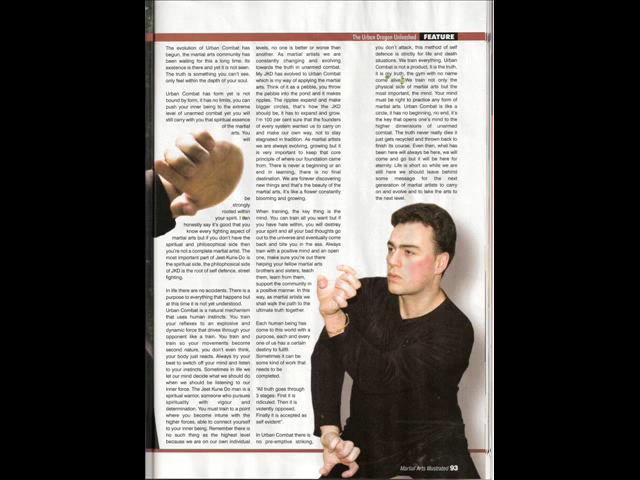 The Urban Dragon Unleashed FEATURE
The evolution of Urban Combat has
begun, the martial arts community has
been waiting for this a long time. Its
existence is there and yet it is not seen.
The truth is something you can't see,
only feel within the depth of your soul.
Urban Combat has form yet is not
bound by form, it has no limits, you can
push your inner being to the extreme
level of unarmed combat yet you will
still carry with you that spiritual essence
of the martial
arts. You
will
be
strongly
rooted within
your spirit. I
honestly say it's good that you
know every fighting aspect of
martial arts but if you don't have the
spiritual and philosophical side then
you're not a complete martial artist. The
most important part of Jeet Kune Do is
the spiritual side, the philosophical side
of JKD is the root of self defence, street
fighting.
In life there are no accidents. There is a
purpose to everything that happens but
at this time it is not yet understood.
Urban Combat is a natural mechanism
that uses human instincts. You train
your reflexes to an explosive and
dynamic force that drives through your
opponent like a train. You train and
train so your movements become
second nature, you don't even think,
your body just reacts. Always try your
best to switch off your mind and listen
to your instincts. Sometimes in life we
let our mind decide what we should do
when we should be listening to our
inner force. The Jeet Kune Do man is a
spiritual warrior, someone who pursues
spirituality with vigour and
determination. You must train to a point
where you become intune with the
higher forces, able to connect yourself
to your inner being. Remember there is
no such thing as the highest level
because we are on our own individual
levels, no one is better or worse than
another. As martial artists we are
constantly changing and evolving
towards the truth in unarmed combat.
My JKD has evolved to Urban Combat
which is my way of applying the martial
arts. Think of it as a pebble, you throw
the pebble into the pond and it makes
ripples. The ripples expand and make
bigger circles, that's how the JKD
should be, it has to expand and grow.
I'm 100 per cent sure that the founders
of every system wanted us to carry on
and make our own way, not to stay
stagnated in tradition. As martial artists
we are always evolving, growing but it
is very important to keep that core
principle of where our foundation came
from. There is never a beginning or an
end in learning, there is no final
destination. We are forever discovering
new things and that's the beauty of the
martial arts, it's like a flower constantly
blooming and growing.
When training, the key thing is the
mind. You can train all you want but if
you have hate within, you will destroy
your spirit and all your bad thoughts go
out to the universe and eventually come
back and bite you in the ass. Always
train with a positive mind and an open
one, make sure you're out there
helping your fellow martial arts
brothers and sisters, teach
them, learn from them,
support the community in
a positive manner. In this
way, as martial artists we
shall walk the path to the
ultimate truth together.
Each human being has
come to this world with a
purpose, each and every
one of us has a certain
destiny to fulfil.
Sometimes it can be
some kind of work that
needs to be
completed.
"All truth goes through
3 stages: First it is
ridiculed. Then it is
violently opposed.
Finally it is accepted as
self evident".
In Urban Combat there is
no pre-emptive striking,
you don't attack, this method of self
defence is strictly for life and death
situations. We train everything. Urban
Combat is not a product, it is the truth,
it is my truth, the gym with no name
come alive. We train not only the
physical side of martial arts but the
most important, the mind. Your mind
must be right to practice any form of
martial arts. Urban Combat is like a
circle, it has no beginning, no end, it's
the key that opens one's mind to the
higher dimensions of unarmed
combat. The truth never really dies it
just gets recycled and thrown back to
finish its course. Even then, what has
been here will always be here, we will
come and go but it will be here for
eternity. Life is short so while we are
still here we should leave behind
some message for the next
generation of martial artists to carry
on and evolve and to take the arts to
the next level.
Martial Arts Illustrated 93